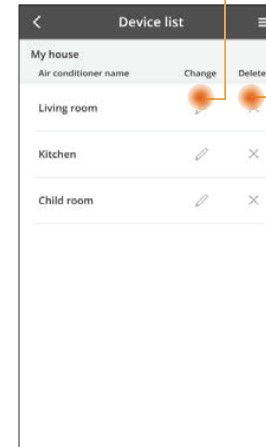 Device list
My house
Air conditioner name Change Delete
Living room
Kitchen
Child room